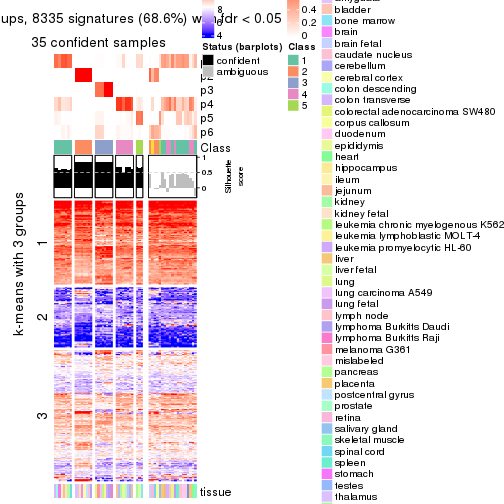 ups, 8335 signatures (68.6%) with fdr < 0.05
35 confident samples
p4
p5
p6
Class
1
0.5
0
Silhouette
score
k-means with 3 groups
1
2
3
tissue
8
6
4
Status (barplots)
confident
ambiguous
0.4
0.2
0
Class
1
2
3
4
5
bladder
bone marrow
brain
brain fetal
caudate nucleus
cerebellum
cerebral cortex
colon descending
colon transverse
colorectal adenocarcinoma SW480
corpus callosum
duodenum
epididymis
heart
hippocampus
ileum
jejunum
kidney
kidney fetal
leukemia chronic myelogenous K562
leukemia lymphoblastic MOLT-4
leukemia promyelocytic HL-60
liver
liver fetal
lung
lung carcinoma A549
lung fetal
lymph node
lymphoma Burkitts Daudi
lymphoma Burkitts Raji
melanoma G361
mislabeled
pancreas
placenta
postcentral gyrus
prostate
retina
salivary gland
skeletal muscle
spinal cord
spleen
stomach
testes
thalamus